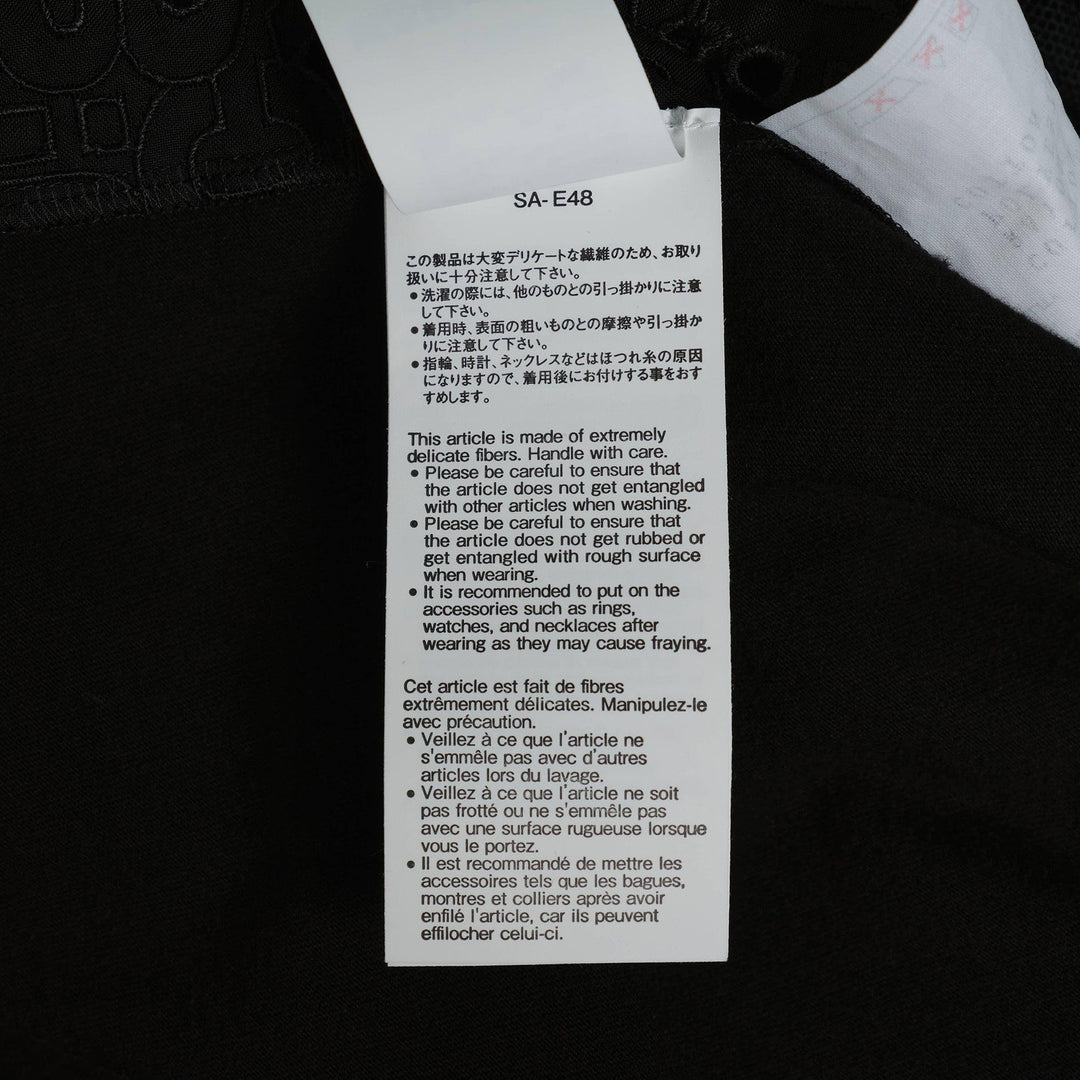 SA- E48
この製品は大変デリケートな繊維のため、お取り
扱いに十分注意して下さい。
●洗濯の際には、他のものとの引っ掛かりに注意
して下さい。
●着用時、表面の粗いものとの摩擦や引っ掛か
りに注意して下さい。
●指輪、時計、ネックレスなどはほつれ糸の原因
になりますので、着用後にお付けする事をおす
すめします。
This article is made of extremely
delicate fibers. Handle with care.
● Please be careful to ensure that
the article does not get entangled
with other articles when washing.
● Please be careful to ensure that
the article does not get rubbed or
get entangled with rough surface
when wearing.
● It is recommended to put on the
accessories such as rings,
watches, and necklaces after
wearing as they may cause fraying.
Cet article est fait de fibres
extrêmement délicates. Manipulez-le
avec précaution.
● Veillez à ce que l'article ne
s'emmêle pas avec d'autres
articles lors du lavage.
● Veillez à ce que l'article ne soit
pas frotté ou ne s'emmêle pas
avec une surface rugueuse lorsque
vous le portez.
● Il est recommandé de mettre les
accessoires tels que les bagues,
montres et colliers après avoir
enfilé l'article, car ils peuvent
effilocher celui-ci.